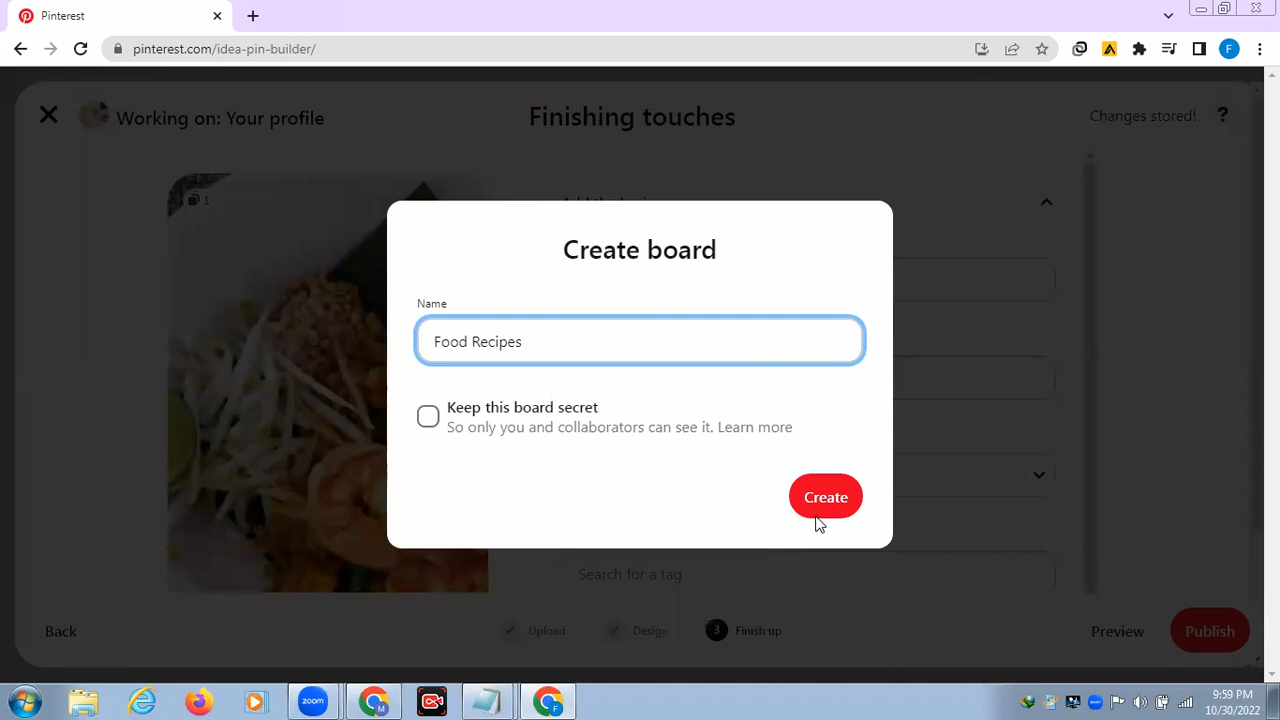 Pinterest
pinterest.com/idea-pin-builder/
F
Working on: Your profile
Finishing touches
Changes stored!
?
1
Create board
Name
Food Recipes
Keep this board secret
So only you and collaborators can see it. Learn more
Create
Search for a tag
Back
Upload
Design
3
Finish up
Preview
Publish
zoom
M
F
9:59 PM
10/30/2022